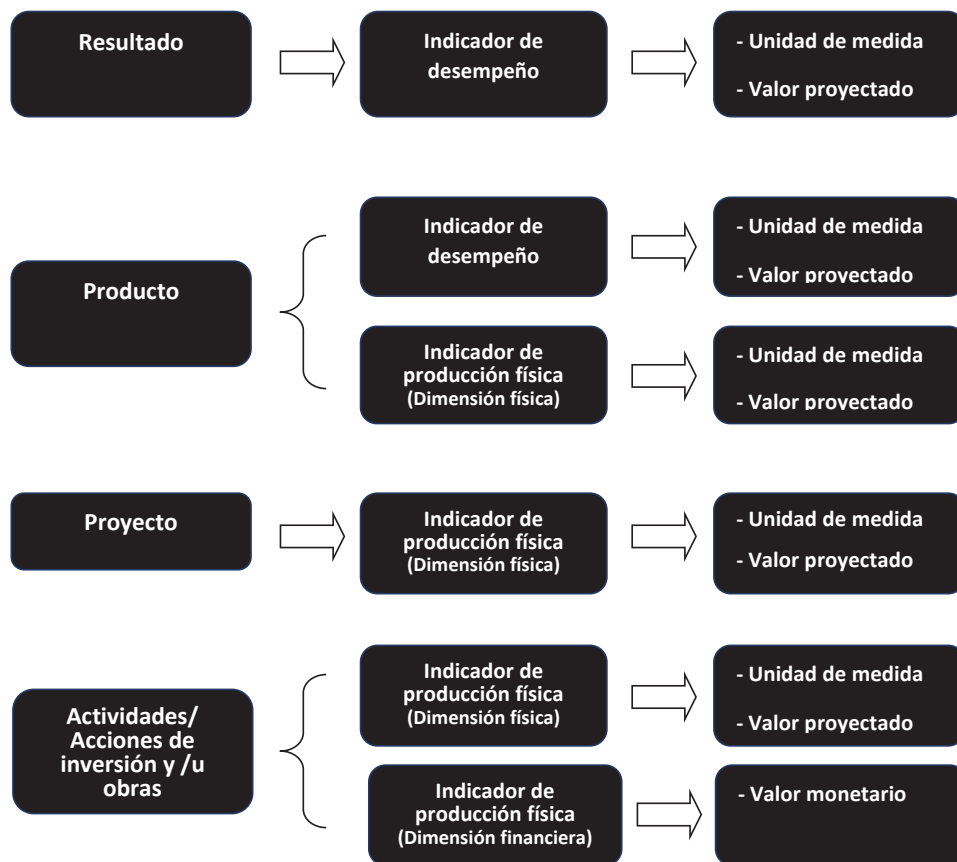 Resultado
Indicador de
desempeño
- Unidad de medida
- Valor proyectado
Producto
Indicador de
desempeño
- Unidad de medida
- Valor proyectado
Indicador de
producción física
(Dimensión física)
- Unidad de medida
- Valor proyectado
Proyecto
Indicador de
producción física
(Dimensión física)
- Unidad de medida
- Valor proyectado
Actividades/
Acciones de
inversión y /u
obras
Indicador de
producción física
(Dimensión física)
- Unidad de medida
- Valor proyectado
Indicador de
producción física
(Dimensión financiera)
- Valor monetario